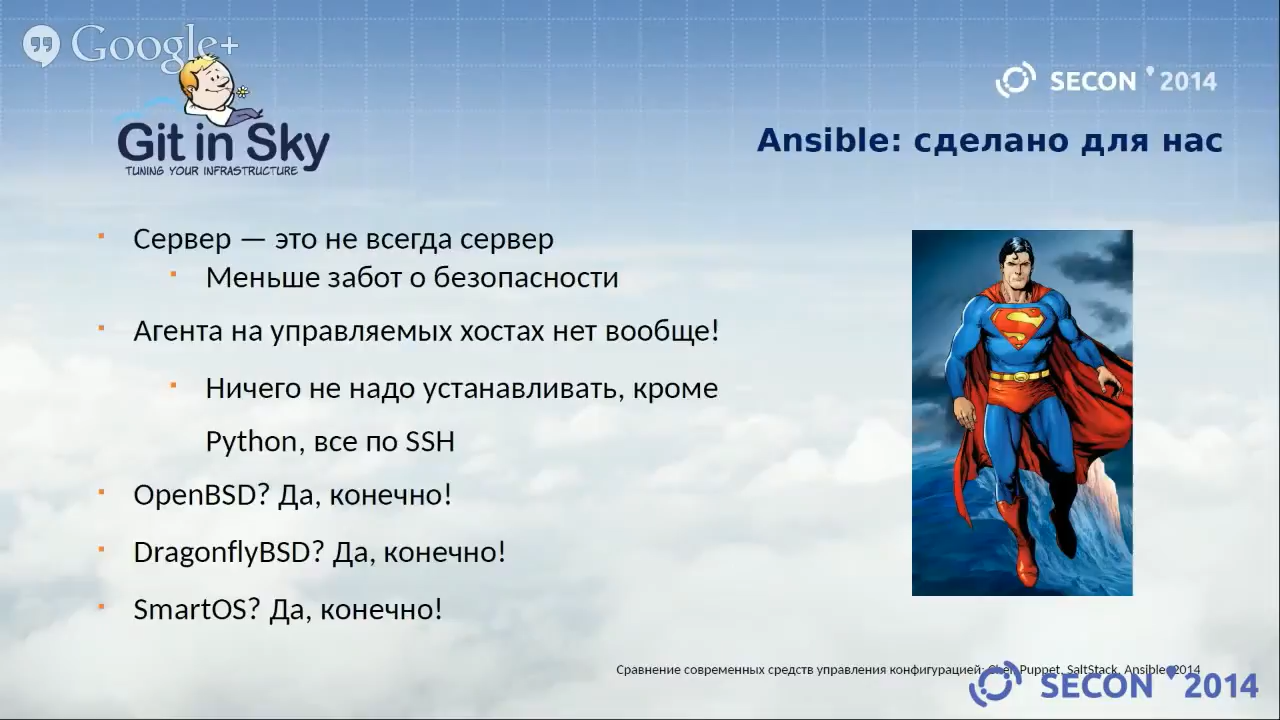 Google+
SECON 2014
Git in Sky
TUNING YOUR INFRASTRUCTURE
Ansible: сделано для нас
Сервер — это не всегда сервер
Меньше забот о безопасности
Агента на управляемых хостах нет вообще!
Ничего не надо устанавливать, кроме
Python, все по SSH
OpenBSD? Да, конечно!
DragonflyBSD? Да, конечно!
SmartOS? Да, конечно!
Сравнение современных средств управления конфигурацией: Chef, Puppet, SaltStack, Ansible 2014
SECON 2014